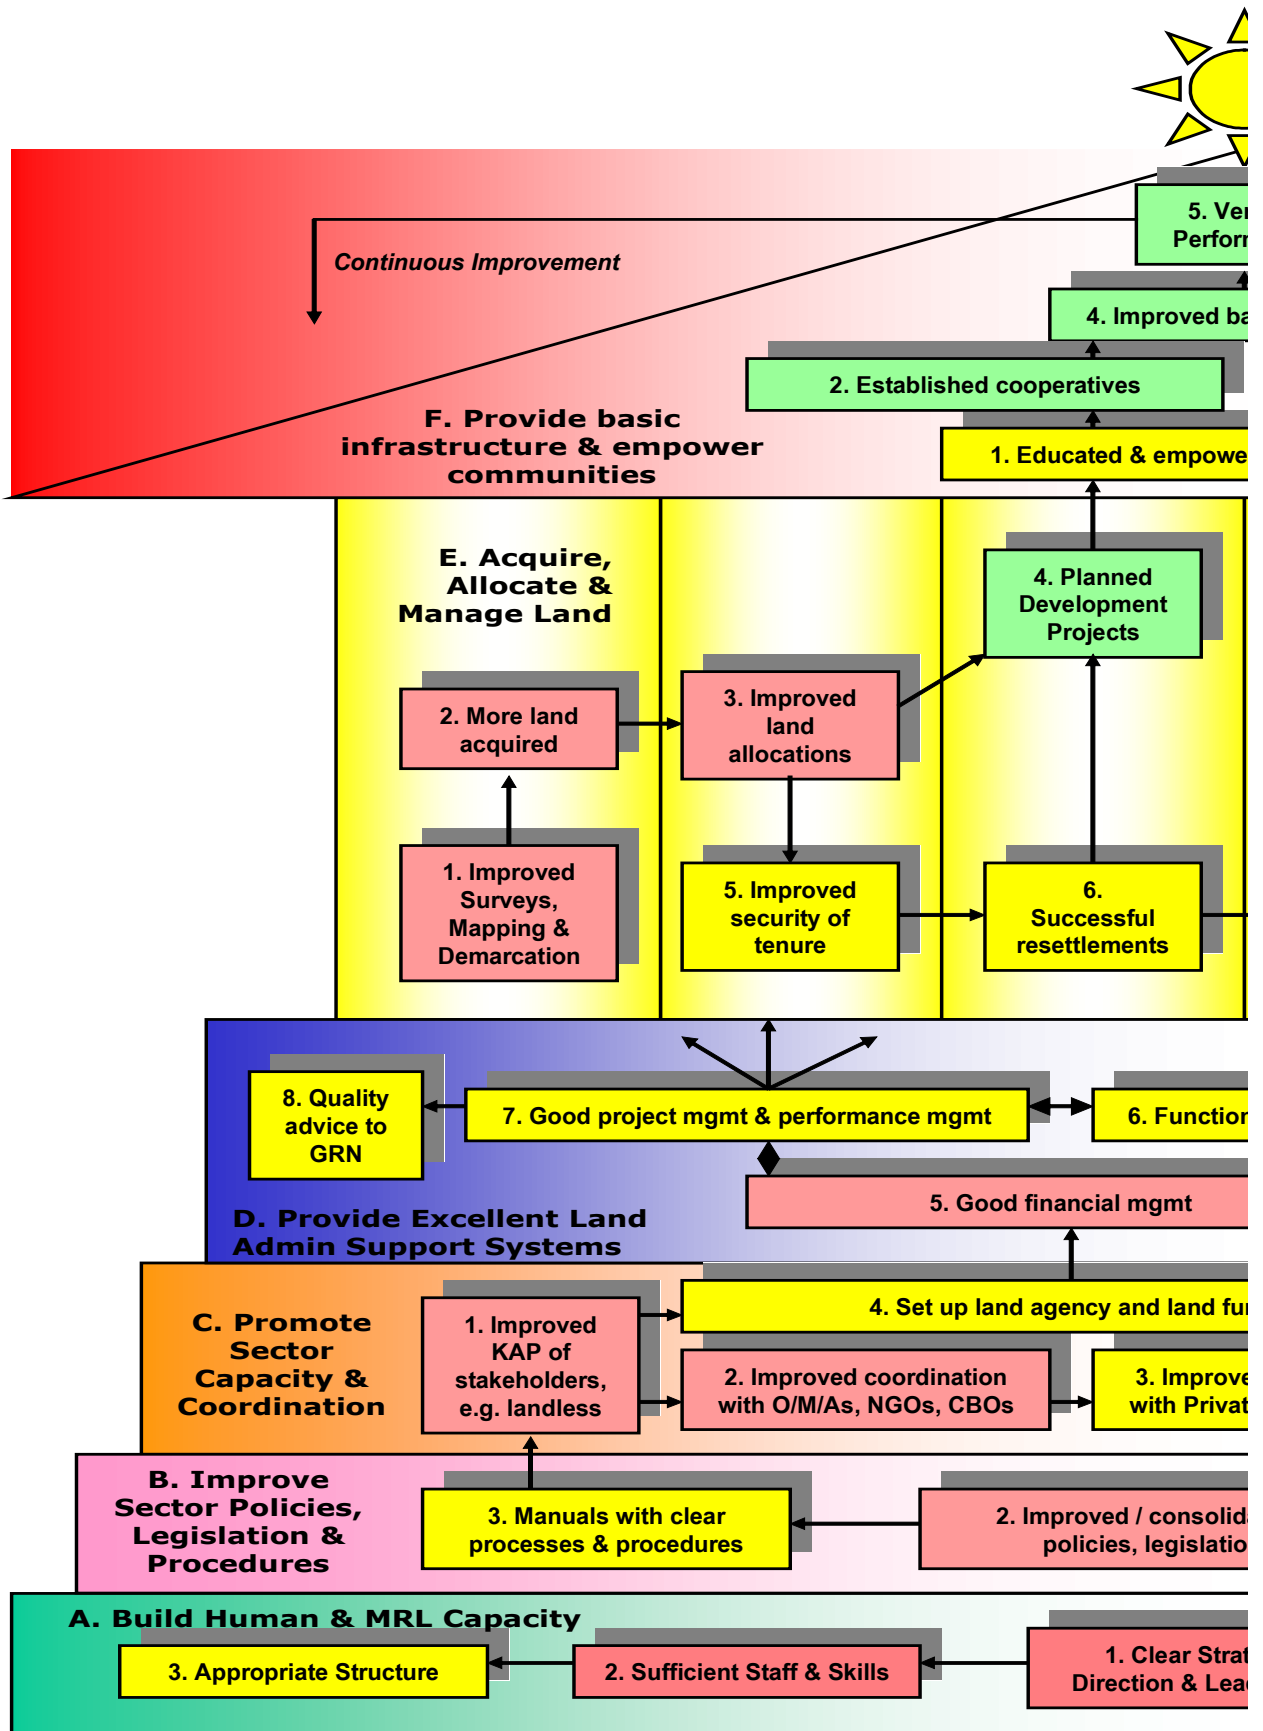 5. Ver
Perform
Continuous Improvement
4. Improved ba
2. Established cooperatives
F. Provide basic
infrastructure & empower
communities
1. Educated & empowe
E. Acquire,
Allocate &
Manage Land
4. Planned
Development
Projects
2. More land
acquired
3. Improved
land
allocations
1. Improved
Surveys,
Mapping &
Demarcation
5. Improved
security of
tenure
6.
Successful
resettlements
8. Quality
advice to
GRN
7. Good project mgmt & performance mgmt
6. Function
5. Good financial mgmt
D. Provide Excellent Land
Admin Support Systems
C. Promote
Sector
Capacity &
Coordination
1. Improved
KAP of
stakeholders,
e.g. landless
4. Set up land agency and land fu
2. Improved coordination
with O/M/As, NGOs, CBOs
3. Improve
with Privat
B. Improve
Sector Policies,
Legislation &
Procedures
3. Manuals with clear
processes & procedures
2. Improved / consolida
policies, legislatio
A. Build Human & MRL Capacity
3. Appropriate Structure
2. Sufficient Staff & Skills
1. Clear Strat
Direction & Lead